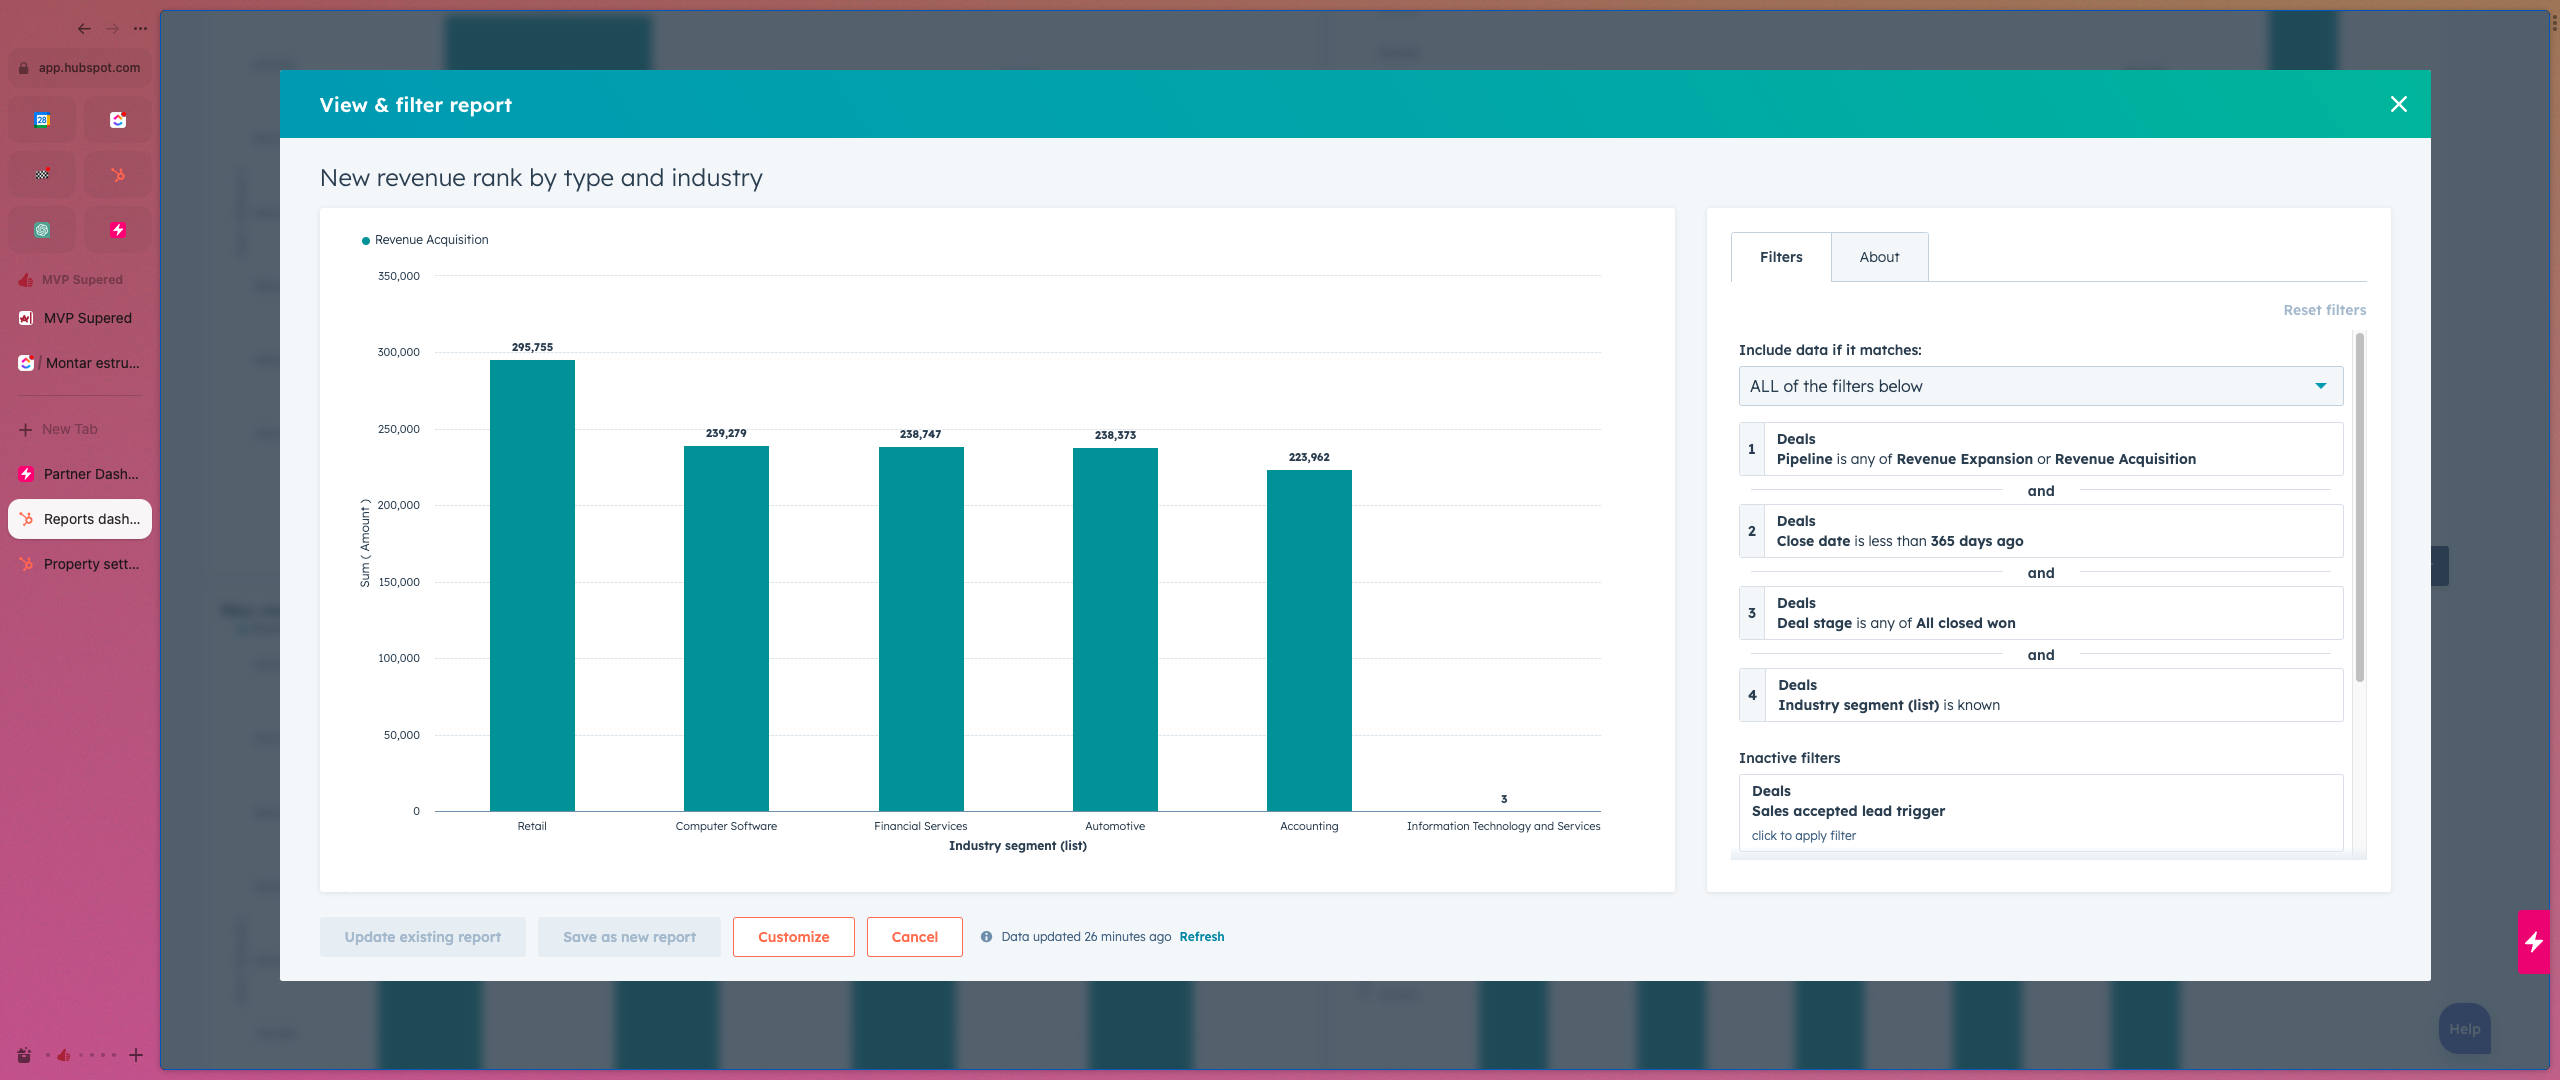 app.hubspot.com
28
MVP Supered
MVP Supered
/ Montar estru...
New Tab
Partner Dash...
Reports dash...
Property sett...
View & filter report
New revenue rank by type and industry
Revenue Acquisition
350,000
300,000
250,000
200,000
150,000
100,000
50,000
0
Sum ( Amount )
295,755
239,279
238,747
238,373
223,962
3
Retail
Computer Software
Financial Services
Automotive
Accounting
Information Technology and Services
Industry segment (list)
Filters
About
Reset filters
Include data if it matches:
ALL of the filters below
1
Deals
Pipeline is any of Revenue Expansion or Revenue Acquisition
and
2
Deals
Close date is less than 365 days ago
and
3
Deals
Deal stage is any of All closed won
and
4
Deals
Industry segment (list) is known
Inactive filters
Deals
Sales accepted lead trigger
click to apply filter
Update existing report
Save as new report
Customize
Cancel
Data updated 26 minutes ago
Refresh
Help